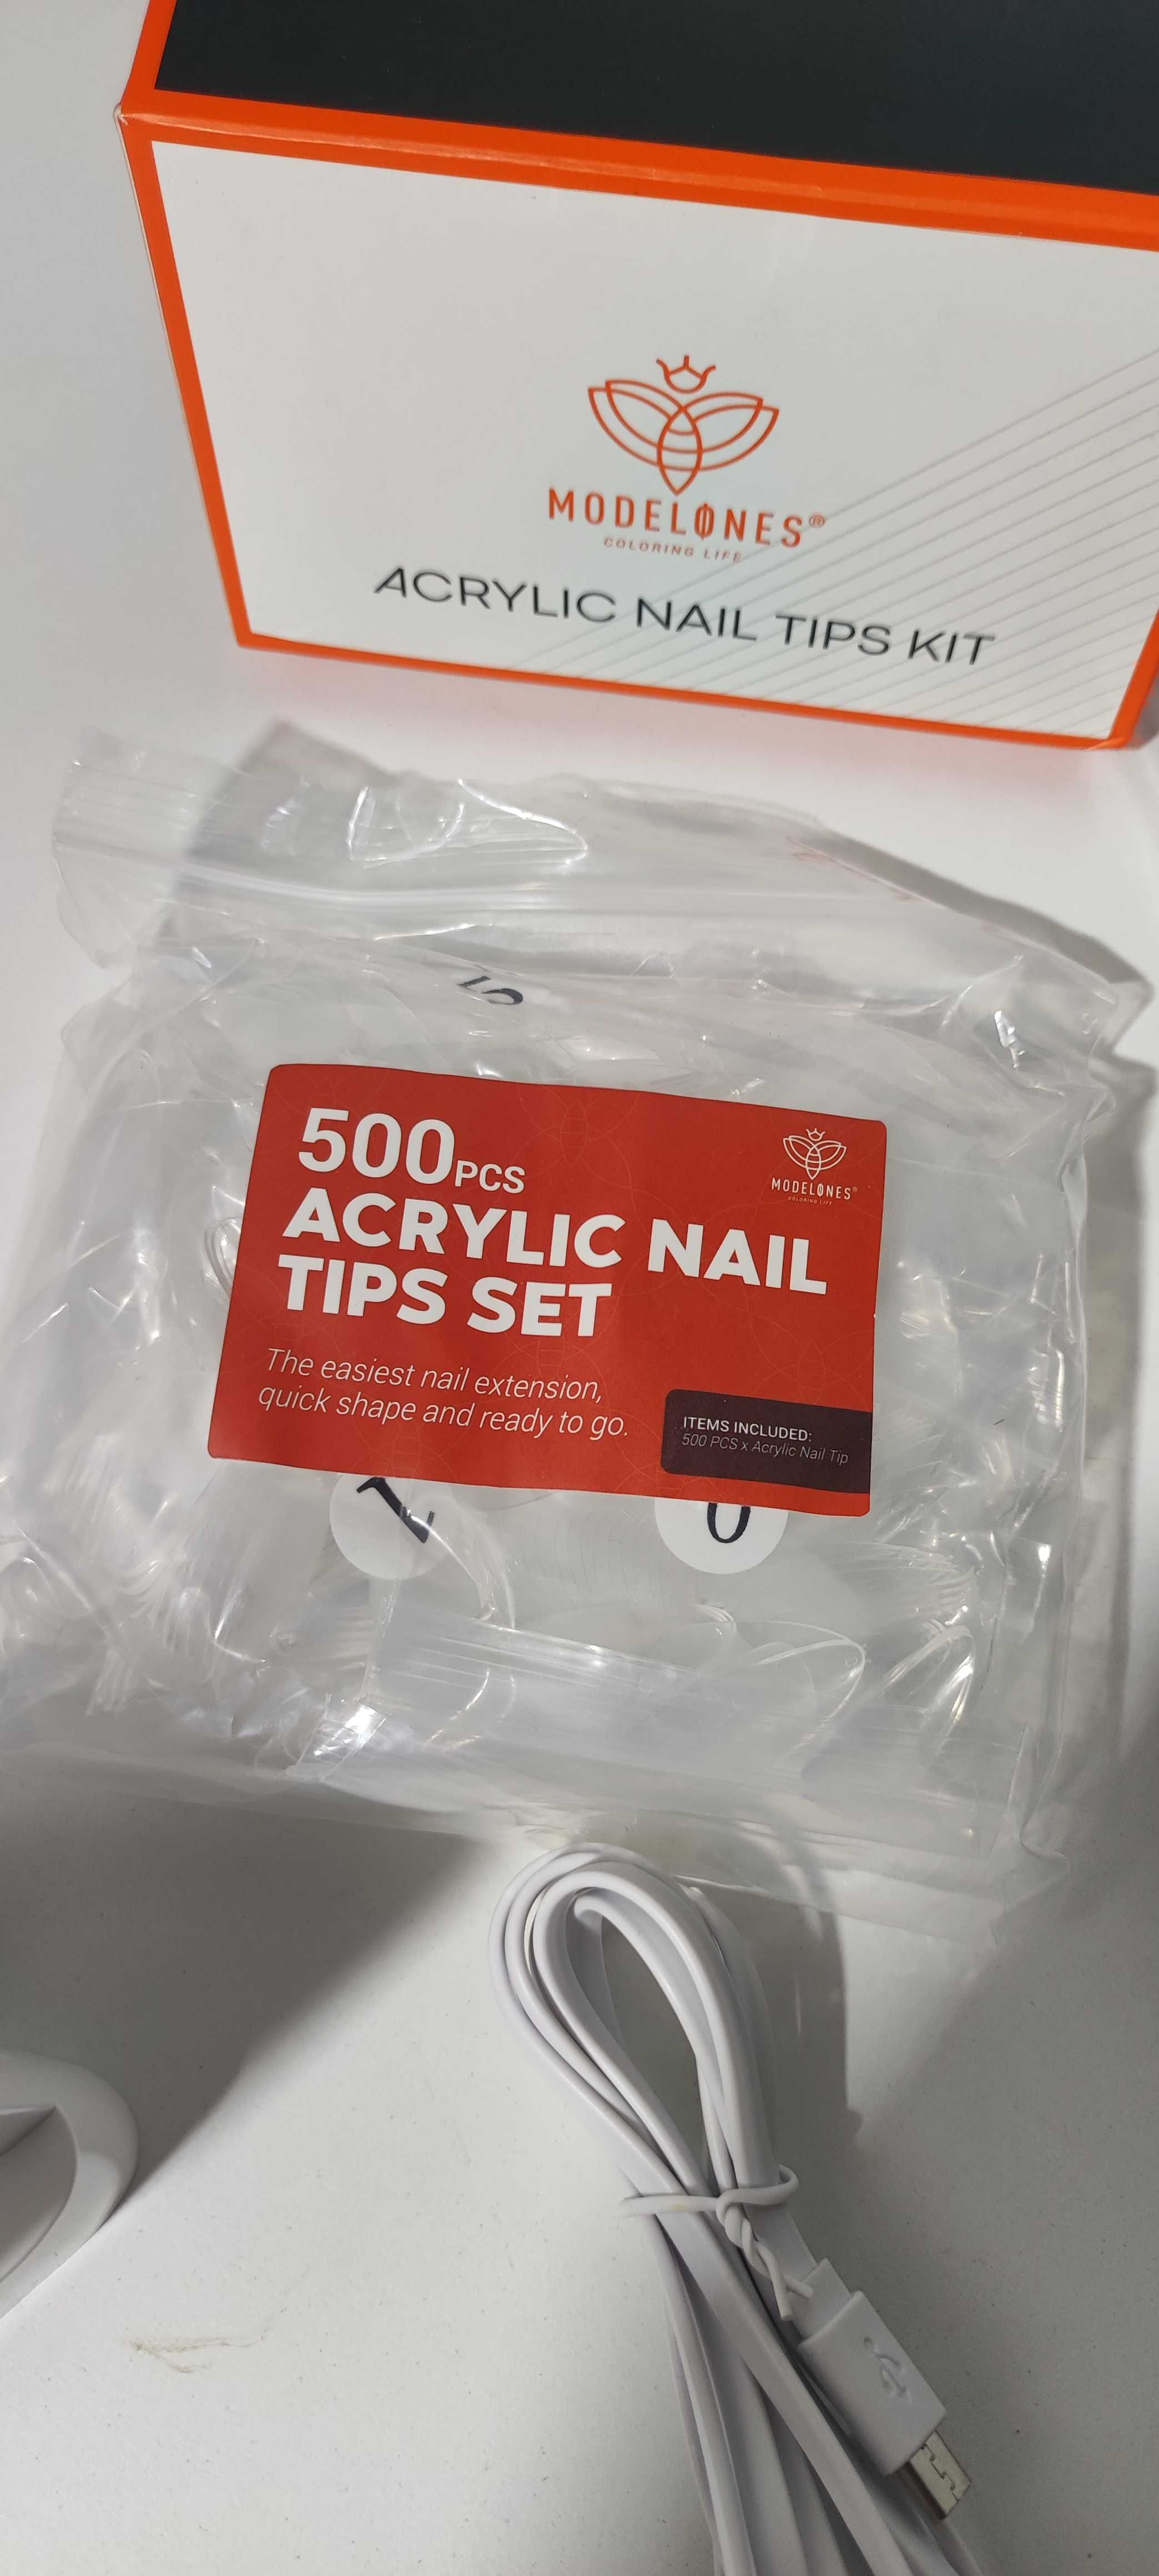 MODELONES®
COLORING LIFE
ACRYLIC NAIL TIPS KIT
500PCS
ACRYLIC NAIL
TIPS SET
MODELONES®
COLORING LIFE
The easiest nail extension,
quick shape and ready to go.
ITEMS INCLUDED:
500 PCS x Acrylic Nail Tip
1
0